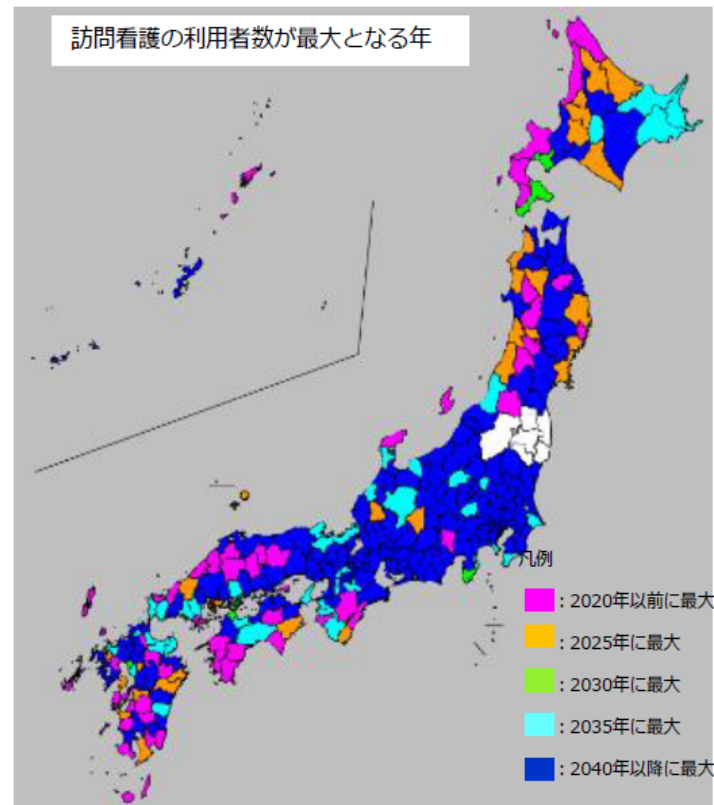 訪問看護の利用者数が最大となる年
凡例
：2020年以前に最大
：2025年に最大
：2030年に最大
：2035年に最大
：2040年以降に最大